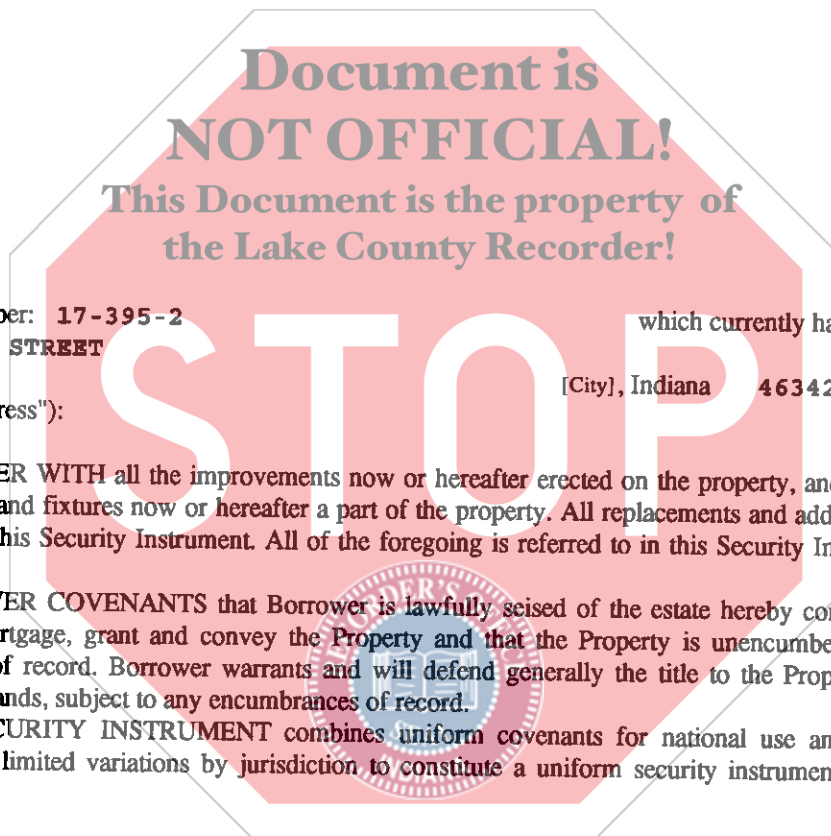 Document is
NOT OFFICIAL!
This Document is the property of
the Lake County Recorder!
STOP
ber: 17-395-2 which currently ha
STREET
[City], Indiana 46342
ress"):
ER WITH all the improvements now or hereafter erected on the property, and
and fixtures now or hereafter a part of the property. All replacements and add
his Security Instrument. All of the foregoing is referred to in this Security In
ER COVENANTS that Borrower is lawfully seised of the estate hereby con
rtgage, grant and convey the Property and that the Property is unencumbe
of record. Borrower warrants and will defend generally the title to the Prop
ands, subject to any encumbrances of record.
CURITY INSTRUMENT combines uniform covenants for national use an
limited variations by jurisdiction to constitute a uniform security instrumen